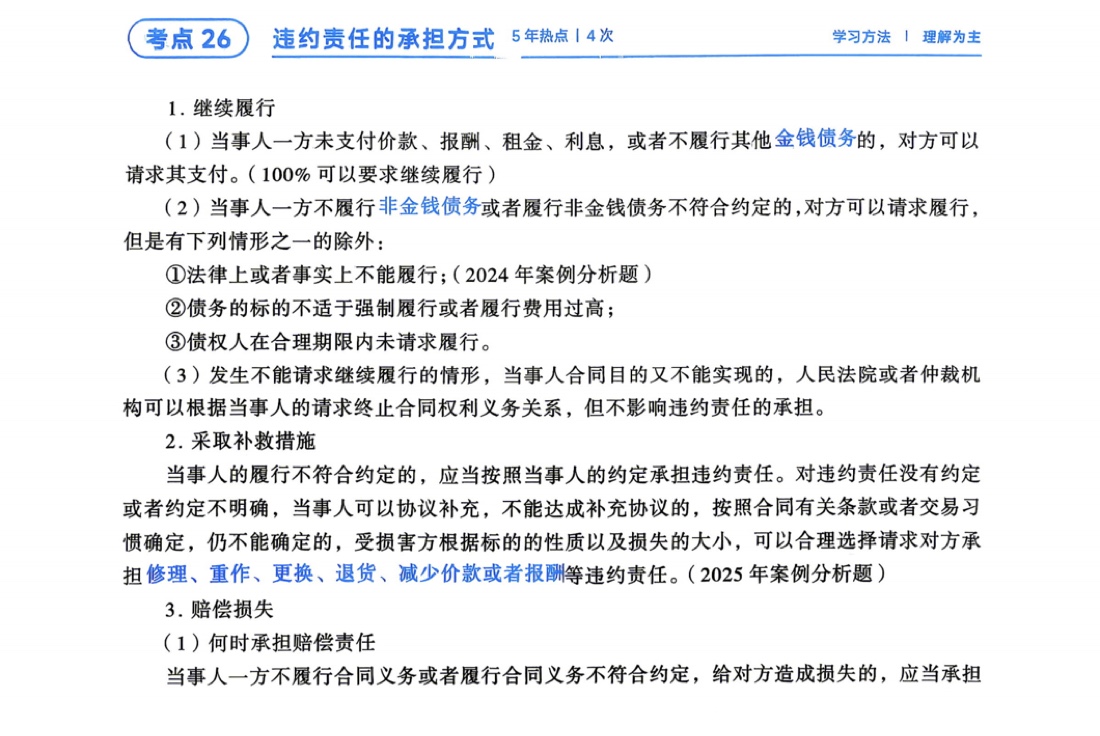 考点 26 违约责任的承担方式 5 年热点 | 4 次 学习方法 | 理解为主
1. 继续履行
（1）当事人一方未支付价款、报酬、租金、利息，或者不履行其他金钱债务的，对方可以
请求其支付。（100% 可以要求继续履行）
（2）当事人一方不履行非金钱债务或者履行非金钱债务不符合约定的，对方可以请求履行，
但是有下列情形之一的除外：
①法律上或者事实上不能履行；（2024 年案例分析题）
②债务的标的不适于强制履行或者履行费用过高；
③债权人在合理期限内未请求履行。
（3）发生不能请求继续履行的情形，当事人合同目的又不能实现的，人民法院或者仲裁机
构可以根据当事人的请求终止合同权利义务关系，但不影响违约责任的承担。
2. 采取补救措施
当事人的履行不符合约定的，应当按照当事人的约定承担违约责任。对违约责任没有约定
或者约定不明确，当事人可以协议补充，不能达成补充协议的，按照合同有关条款或者交易习
惯确定，仍不能确定的，受损害方根据标的的性质以及损失的大小，可以合理选择请求对方承
担修理、重作、更换、退货、减少价款或者报酬等违约责任。（2025 年案例分析题）
3. 赔偿损失
（1）何时承担赔偿责任
当事人一方不履行合同义务或者履行合同义务不符合约定，给对方造成损失的，应当承担